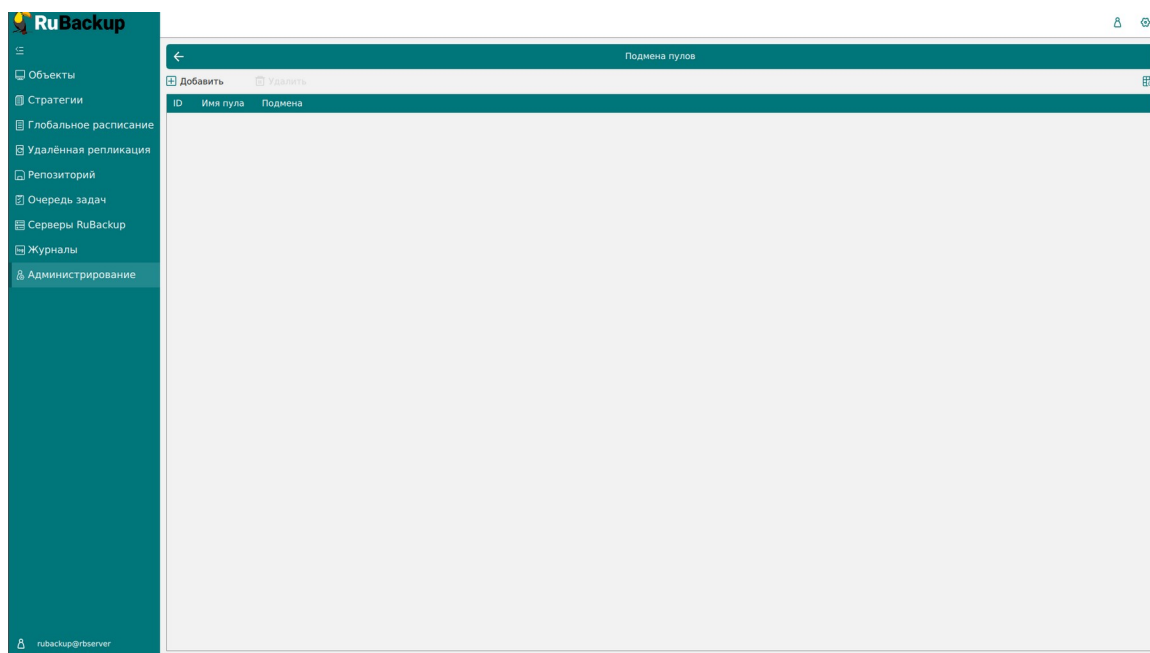 RuBackup
Подмена пулов
Объекты
Добавить
Удалить
Стратегии
ID Имя пула Подмена
Глобальное расписание
Удалённая репликация
Репозиторий
Очередь задач
Серверы RuBackup
Журналы
Администрирование
rubackup@rbserver